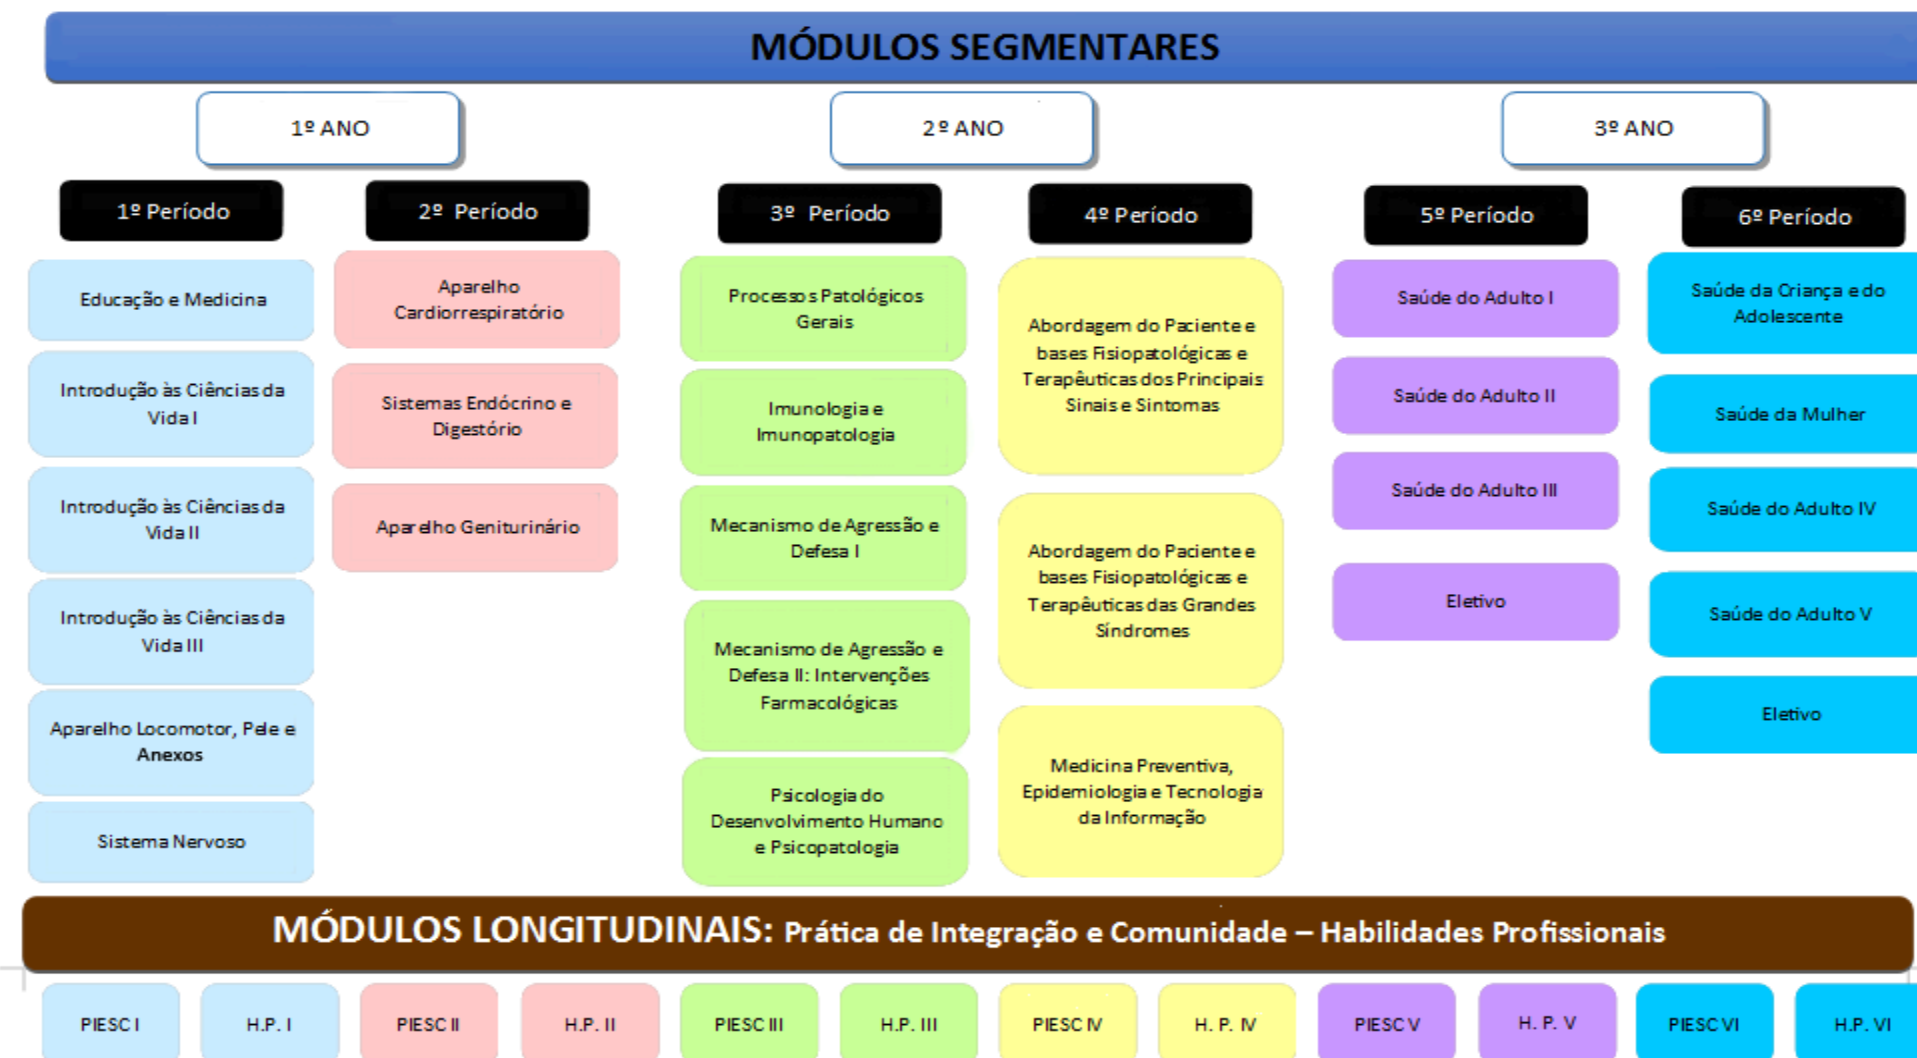 MÓDULOS SEGMENTARES
1º ANO
2º ANO
3º ANO
1º Período
2º Período
3º Período
4º Período
5º Período
6º Período
Educação e Medicina
Introdução às Ciências da
Vida I
Introdução às Ciências da
Vida II
Introdução às Ciências da
Vida III
Aparelho Locomotor, Pele e
Anexos
Sistema Nervoso
Aparelho
Cardiorrespiratório
Sistemas Endócrino e
Digestório
Aparelho Geniturinário
Processos Patológicos
Gerais
Imunologia e
Imunopatologia
Mecanismo de Agressão e
Defesa I
Mecanismo de Agressão e
Defesa II: Intervenções
Farmacológicas
Psicologia do
Desenvolvimento Humano
e Psicopatologia
Abordagem do Paciente e
bases Fisiopatológicas e
Terapêuticas dos Principais
Sinais e Sintomas
Abordagem do Paciente e
bases Fisiopatológicas e
Terapêuticas das Grandes
Síndromes
Medicina Preventiva,
Epidemiologia e Tecnologia
da Informação
Saúde do Adulto I
Saúde do Adulto II
Saúde do Adulto III
Eletivo
Saúde da Criança e do
Adolescente
Saúde da Mulher
Saúde do Adulto IV
Saúde do Adulto V
Eletivo
MÓDULOS LONGITUDINAIS: Prática de Integração e Comunidade – Habilidades Profissionais
PIESC I
H.P. I
PIESC II
H.P. II
PIESC III
H.P. III
PIESC IV
H. P. IV
PIESC V
H. P. V
PIESC VI
H.P. VI